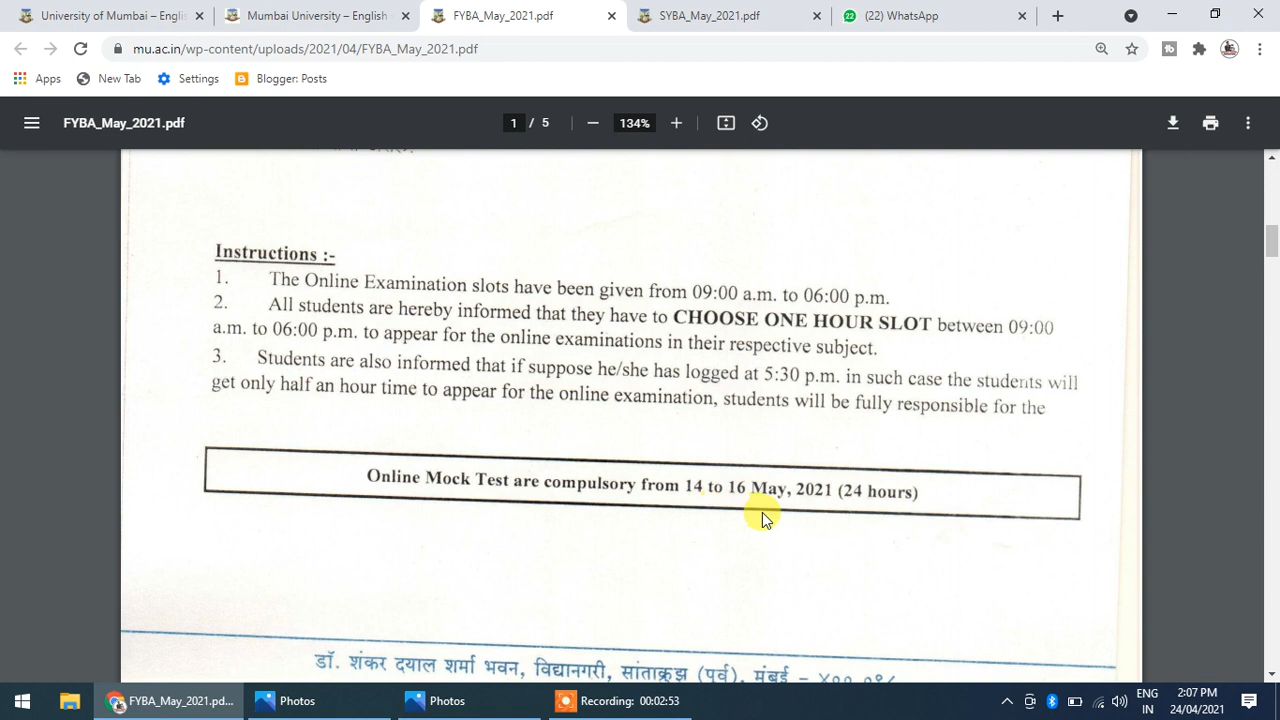 University of Mumbai – Englis
Mumbai University – English
FYBA_May_2021.pdf
SYBA_May_2021.pdf
(22) WhatsApp
mu.ac.in/wp-content/uploads/2021/04/FYBA_May_2021.pdf
Apps
New Tab
Settings
Blogger: Posts
FYBA_May_2021.pdf
1 / 5
134%
Instructions :-
1. The Online Examination slots have been given from 09:00 a.m. to 06:00 p.m.
2. All students are hereby informed that they have to CHOOSE ONE HOUR SLOT between 09:00
a.m. to 06:00 p.m. to appear for the online examinations in their respective subject.
3. Students are also informed that if suppose he/she has logged at 5:30 p.m. in such case the students will
get only half an hour time to appear for the online examination, students will be fully responsible for the
Online Mock Test are compulsory from 14 to 16 May, 2021 (24 hours)
डॉ. शंकर दयाल शर्मा भवन, विद्यानगरी, सांताक्रूझ (पूर्व), मुंबई –
FYBA_May_2021.pd...
Photos
Photos
Recording: 00:02:53
ENG
IN
2:07 PM
24/04/2021